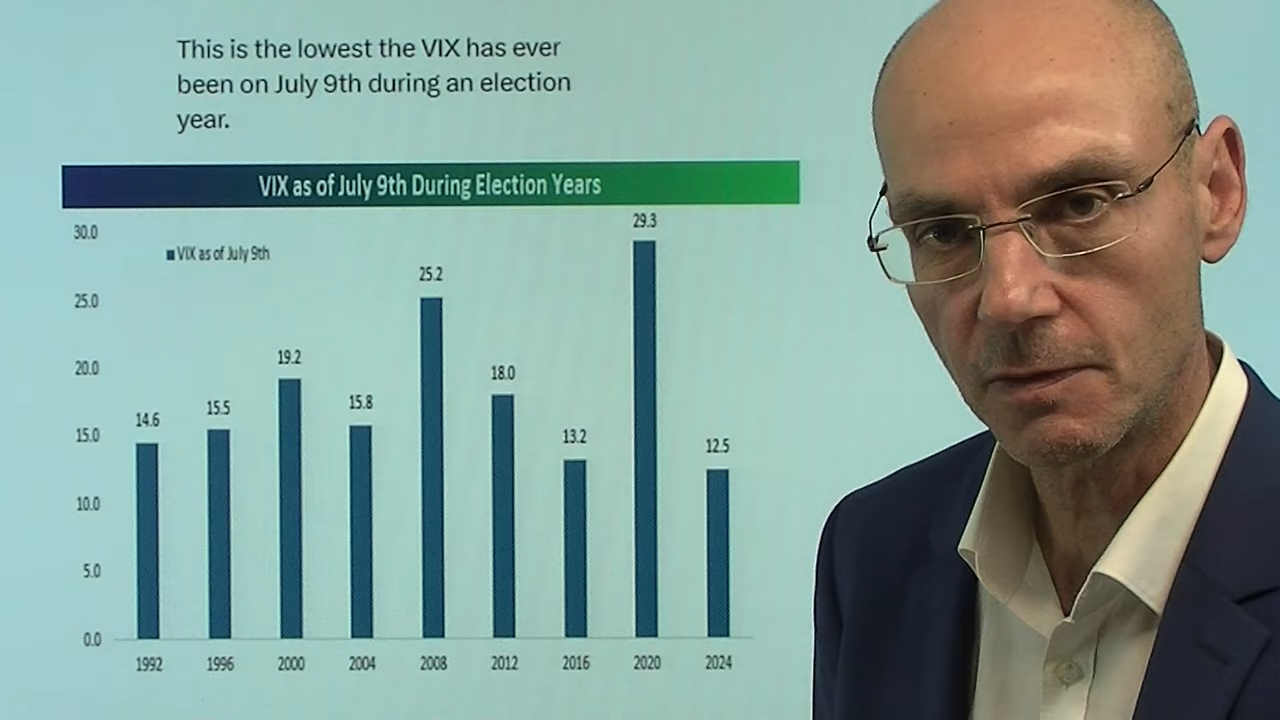 This is the lowest the VIX has ever
been on July 9th during an election
year.
VIX as of July 9th During Election Years
30.0
25.0
20.0
15.0
10.0
5.0
0.0
VIX as of July 9th
14.6
15.5
19.2
15.8
25.2
18.0
13.2
29.3
12.5
1992 1996 2000 2004 2008 2012 2016 2020 2024